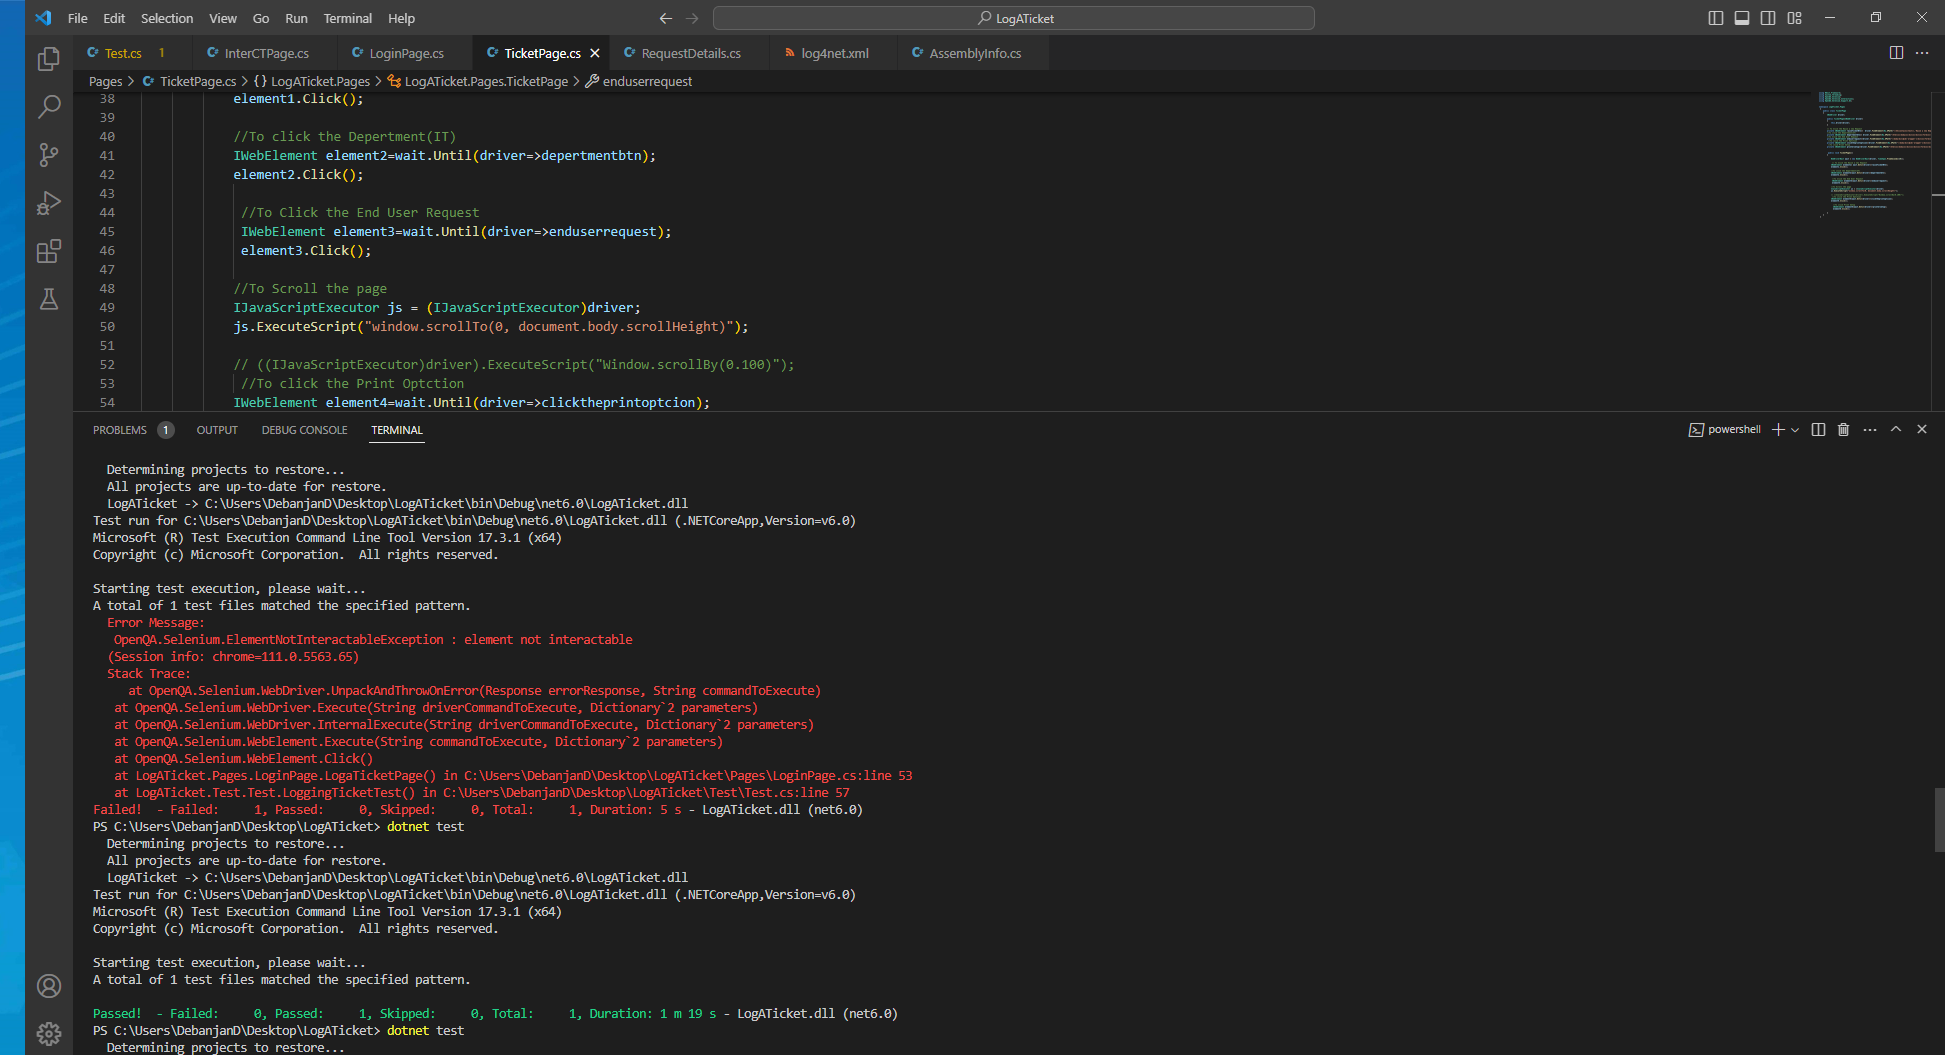 File Edit Selection View Go Run Terminal Help LogATicket
Test.cs 1 InterCTPage.cs LoginPage.cs TicketPage.cs RequestDetails.cs log4net.xml AssemblyInfo.cs
Pages > TicketPage.cs > {} LogATicket.Pages > LogATicket.Pages.TicketPage > enduserrequest
38 element1.Click();
39
40 //To click the Depertment(IT)
41 IWebElement element2=wait.Until(driver=>depertmentbtn);
42 element2.Click();
43
44 //To Click the End User Request
45 IWebElement element3=wait.Until(driver=>enduserrequest);
46 element3.Click();
47
48 //To Scroll the page
49 IJavaScriptExecutor js = (IJavaScriptExecutor)driver;
50 js.ExecuteScript("window.scrollTo(0, document.body.scrollHeight)");
51
52 // ((IJavaScriptExecutor)driver).ExecuteScript("Window.scrollBy(0.100)");
53 //To click the Print Optction
54 IWebElement element4=wait.Until(driver=>clicktheprintoptcion);
PROBLEMS 1 OUTPUT DEBUG CONSOLE TERMINAL powershell
Determining projects to restore...
All projects are up-to-date for restore.
LogATicket -> C:\Users\DebanjanD\Desktop\LogATicket\bin\Debug\net6.0\LogATicket.dll
Test run for C:\Users\DebanjanD\Desktop\LogATicket\bin\Debug\net6.0\LogATicket.dll (.NETCoreApp,Version=v6.0)
Microsoft (R) Test Execution Command Line Tool Version 17.3.1 (x64)
Copyright (c) Microsoft Corporation.  All rights reserved.
Starting test execution, please wait...
A total of 1 test files matched the specified pattern.
Error Message:
OpenQA.Selenium.ElementNotInteractableException : element not interactable
(Session info: chrome=111.0.5563.65)
Stack Trace:
at OpenQA.Selenium.WebDriver.UnpackAndThrowOnError(Response errorResponse, String commandToExecute)
at OpenQA.Selenium.WebDriver.Execute(String driverCommandToExecute, Dictionary`2 parameters)
at OpenQA.Selenium.WebDriver.InternalExecute(String driverCommandToExecute, Dictionary`2 parameters)
at OpenQA.Selenium.WebElement.Execute(String commandToExecute, Dictionary`2 parameters)
at OpenQA.Selenium.WebElement.Click()
at LogATicket.Pages.LoginPage.LogaTicketPage() in C:\Users\DebanjanD\Desktop\LogATicket\Pages\LoginPage.cs:line 53
at LogATicket.Test.Test.LoggingTicketTest() in C:\Users\DebanjanD\Desktop\LogATicket\Test\Test.cs:line 57
Failed!  - Failed:     1, Passed:     0, Skipped:     0, Total:     1, Duration: 5 s - LogATicket.dll (net6.0)
PS C:\Users\DebanjanD\Desktop\LogATicket> dotnet test
Determining projects to restore...
All projects are up-to-date for restore.
LogATicket -> C:\Users\DebanjanD\Desktop\LogATicket\bin\Debug\net6.0\LogATicket.dll
Test run for C:\Users\DebanjanD\Desktop\LogATicket\bin\Debug\net6.0\LogATicket.dll (.NETCoreApp,Version=v6.0)
Microsoft (R) Test Execution Command Line Tool Version 17.3.1 (x64)
Copyright (c) Microsoft Corporation.  All rights reserved.
Starting test execution, please wait...
A total of 1 test files matched the specified pattern.
Passed!  - Failed:     0, Passed:     1, Skipped:     0, Total:     1, Duration: 1 m 19 s - LogATicket.dll (net6.0)
PS C:\Users\DebanjanD\Desktop\LogATicket> dotnet test
Determining projects to restore...